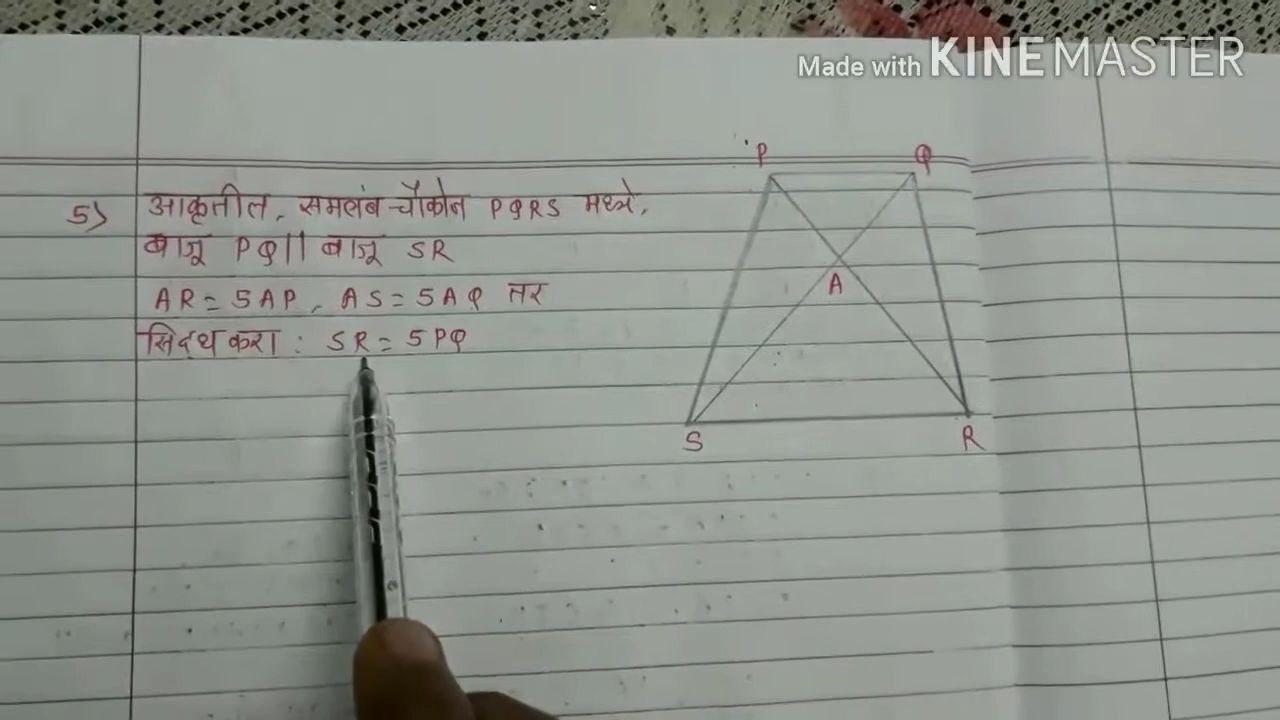 Made with KINEMASTER
P Q
5) आकृतीत, समलंब चौकोन PQRS मध्ये,
बाजू PQ || बाजू SR
AR = 5AP, AS = 5AQ तर
A
सिद्ध करा : SR = 5PQ
S R